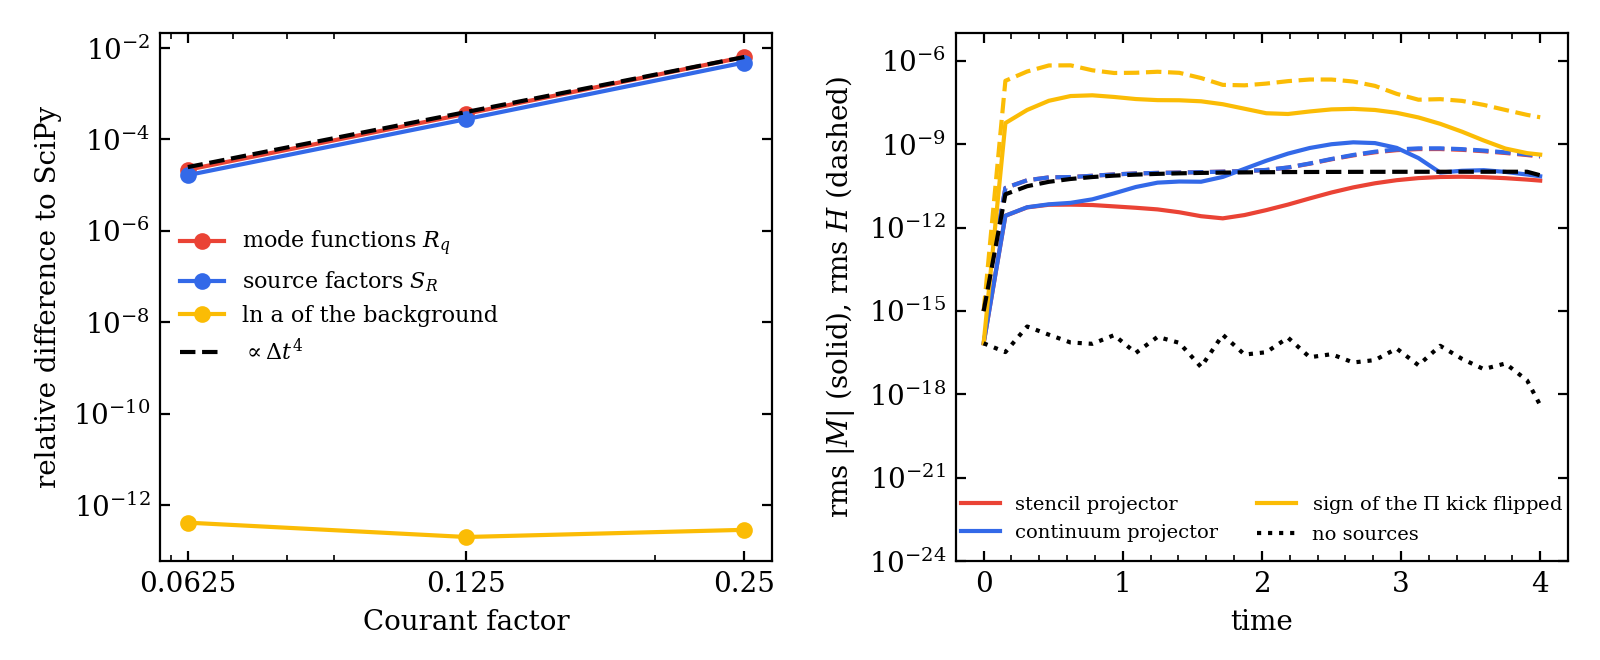 relative difference to SciPy
10⁻²
10⁻⁴
10⁻⁶
10⁻⁸
10⁻¹⁰
10⁻¹²
mode functions R_q
source factors S_R
ln a of the background
∝ Δt⁴
0.0625
0.125
0.25
Courant factor
rms |M| (solid), rms H (dashed)
10⁻⁶
10⁻⁹
10⁻¹²
10⁻¹⁵
10⁻¹⁸
10⁻²¹
10⁻²⁴
stencil projector
continuum projector
sign of the Π kick flipped
no sources
0
1
2
3
4
time